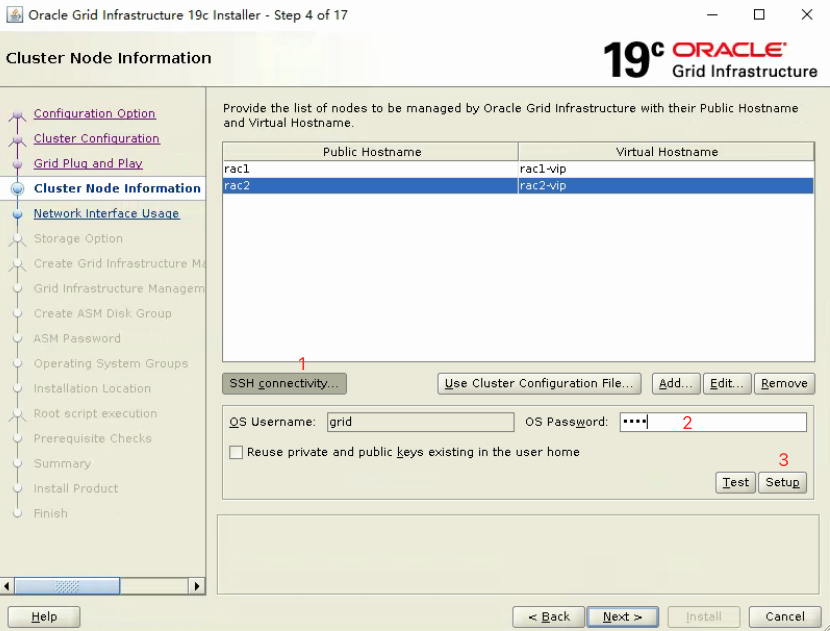 Oracle Grid Infrastructure 19c Installer - Step 4 of 17
Cluster Node Information
19c ORACLE
Grid Infrastructure
Configuration Option
Cluster Configuration
Grid Plug and Play
Cluster Node Information
Network Interface Usage
Storage Option
Create Grid Infrastructure Ma
Grid Infrastructure Managem
Create ASM Disk Group
ASM Password
Operating System Groups
Installation Location
Root script execution
Prerequisite Checks
Summary
Install Product
Finish
Provide the list of nodes to be managed by Oracle Grid Infrastructure with their Public Hostname
and Virtual Hostname.
Public Hostname Virtual Hostname
rac1 rac1-vip
rac2 rac2-vip
1
SSH connectivity... Use Cluster Configuration File... Add... Edit... Remove
OS Username: grid OS Password: •••• 2
Reuse private and public keys existing in the user home
3
Test Setup
Help < Back Next > Install Cancel